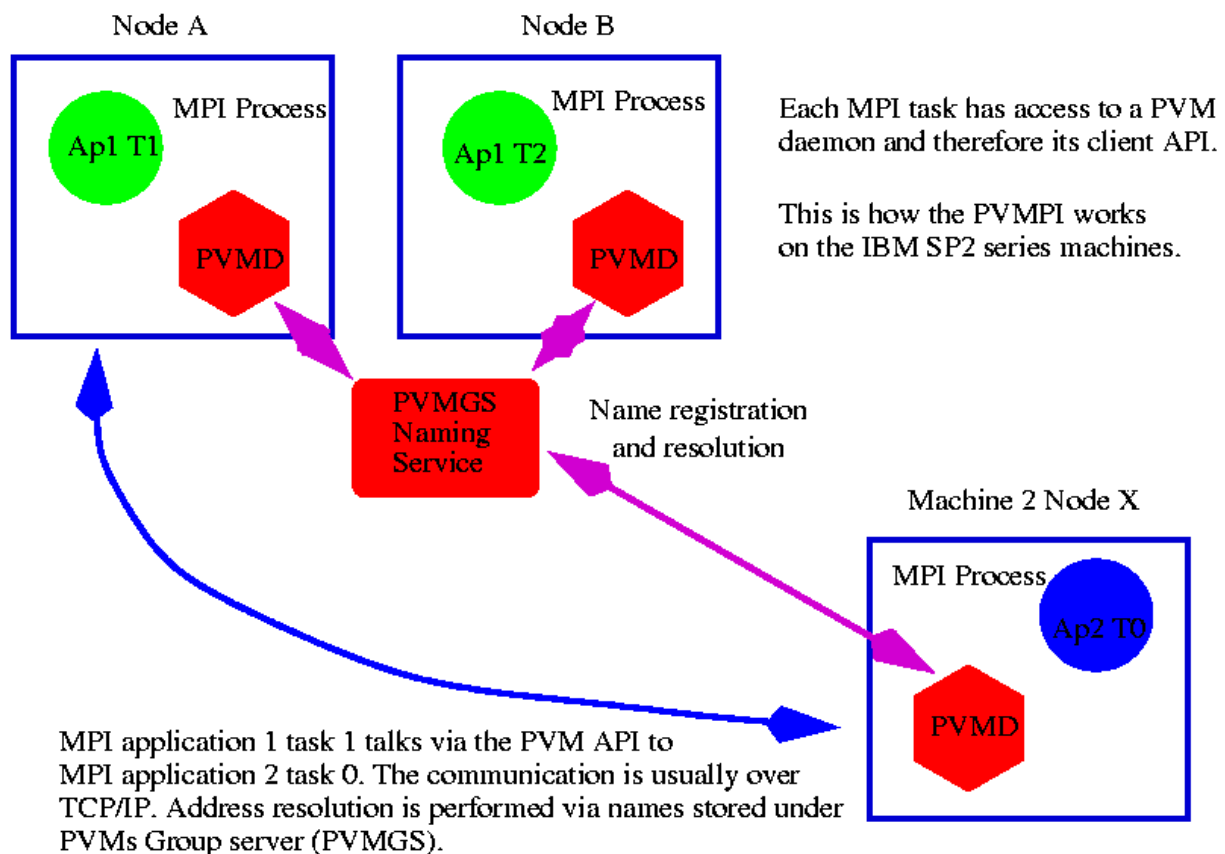 Node A
Node B
MPI Process
Ap1 T1
PVMD
MPI Process
Ap1 T2
PVMD
Each MPI task has access to a PVM
daemon and therefore its client API.
This is how the PVMPI works
on the IBM SP2 series machines.
PVMGS
Naming
Service
Name registration
and resolution
Machine 2 Node X
MPI Process
Ap2 T0
PVMD
MPI application 1 task 1 talks via the PVM API to
MPI application 2 task 0. The communication is usually over
TCP/IP. Address resolution is performed via names stored under
PVMs Group server (PVMGS).